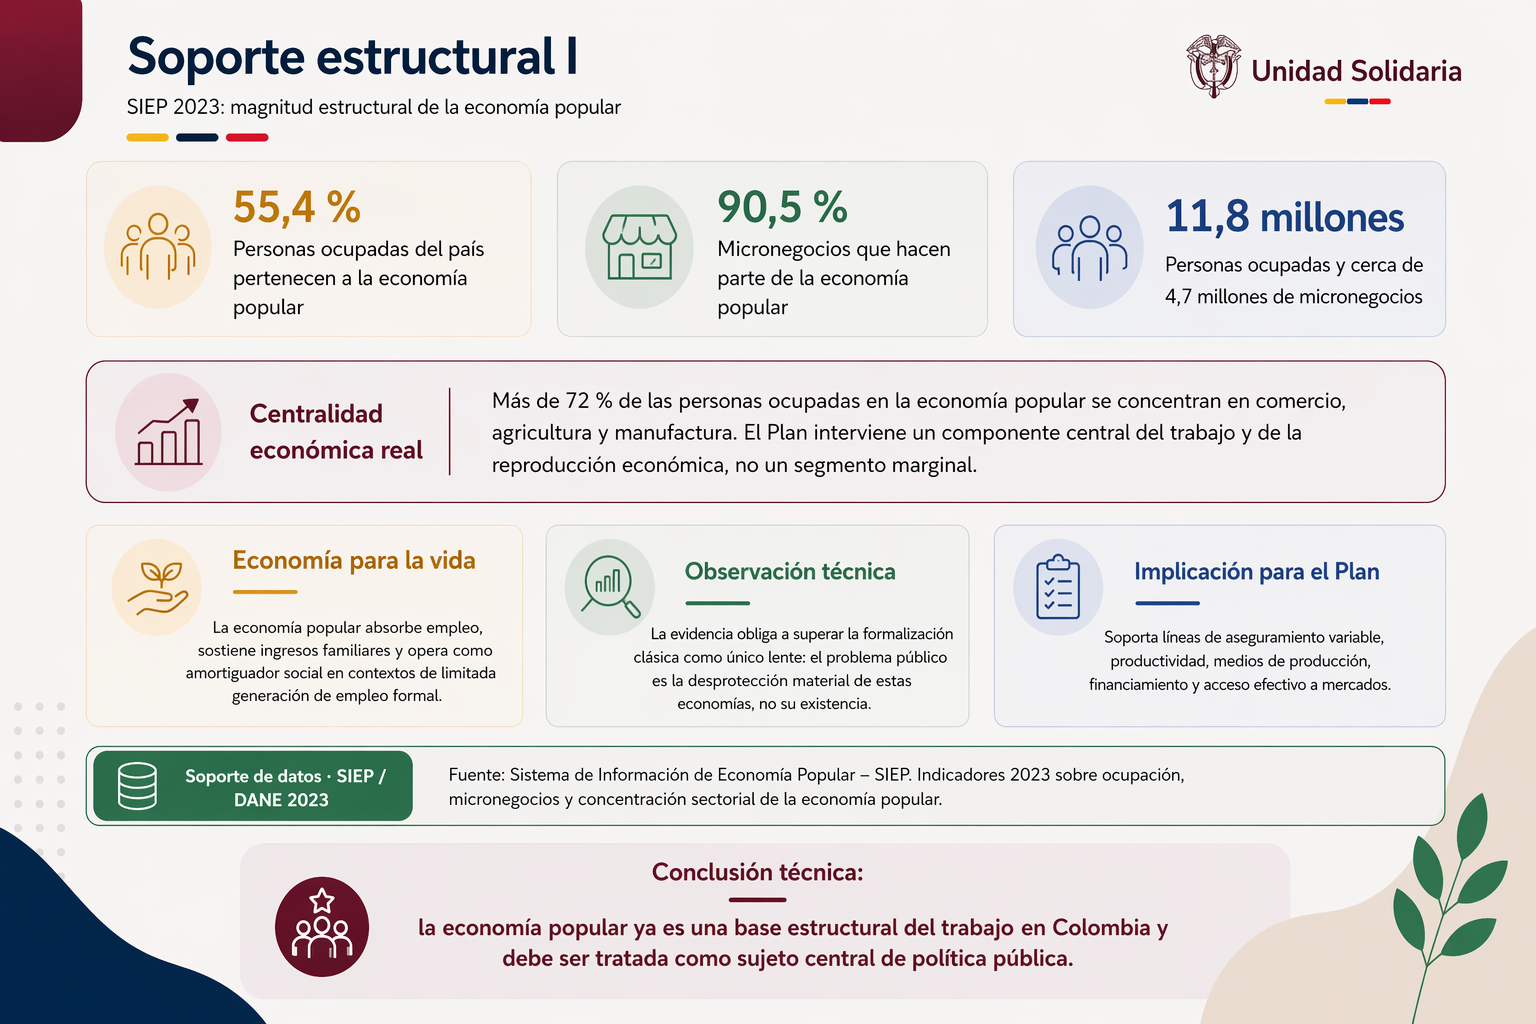 Soporte estructural I
SIEP 2023: magnitud estructural de la economía popular
Unidad Solidaria
55,4 %
Personas ocupadas del país
pertenecen a la economía
popular
90,5 %
Micronegocios que hacen
parte de la economía
popular
11,8 millones
Personas ocupadas y cerca de
4,7 millones de micronegocios
Centralidad
económica real
Más de 72 % de las personas ocupadas en la economía popular se concentran en comercio,
agricultura y manufactura. El Plan interviene un componente central del trabajo y de la
reproducción económica, no un segmento marginal.
Economía para la vida
La economía popular absorbe empleo,
sostiene ingresos familiares y opera como
amortiguador social en contextos de limitada
generación de empleo formal.
Observación técnica
La evidencia obliga a superar la formalización
clásica como único lente: el problema público
es la desprotección material de estas
economías, no su existencia.
Implicación para el Plan
Soporta líneas de aseguramiento variable,
productividad, medios de producción,
financiamiento y acceso efectivo a mercados.
Soporte de datos · SIEP /
DANE 2023
Fuente: Sistema de Información de Economía Popular – SIEP. Indicadores 2023 sobre ocupación,
micronegocios y concentración sectorial de la economía popular.
Conclusión técnica:
la economía popular ya es una base estructural del trabajo en Colombia y
debe ser tratada como sujeto central de política pública.